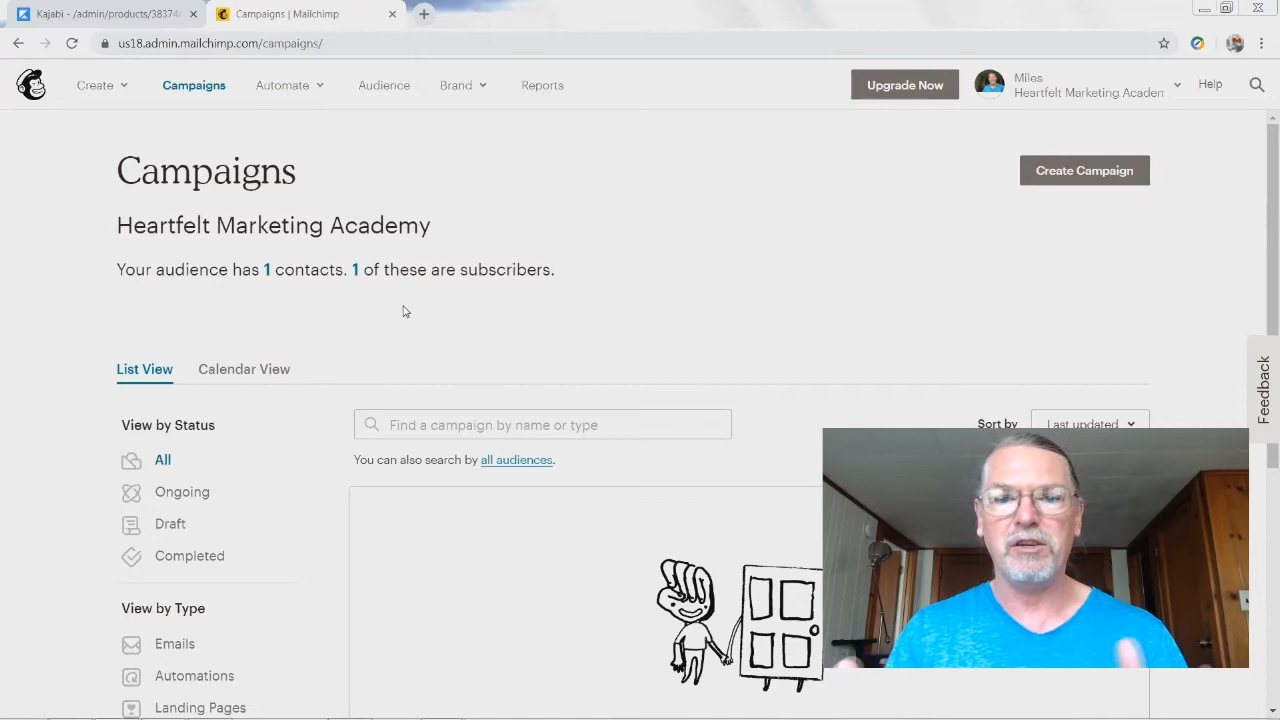 Kajabi - /admin/products/38374
Campaigns | Mailchimp
us18.admin.mailchimp.com/campaigns/
Create
Campaigns
Automate
Audience
Brand
Reports
Upgrade Now
Miles
Heartfelt Marketing Academ
Help
Campaigns
Create Campaign
Heartfelt Marketing Academy
Your audience has 1 contacts. 1 of these are subscribers.
List View
Calendar View
Feedback
View by Status
Find a campaign by name or type
Sort by
Last updated
All
You can also search by all audiences.
Ongoing
Draft
Completed
View by Type
Emails
Automations
Landing Pages